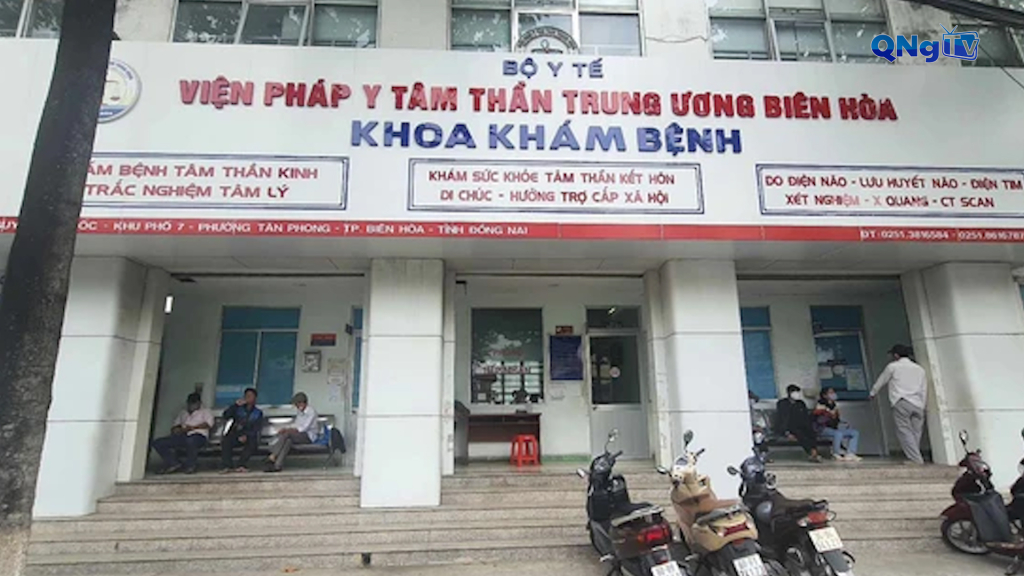 QNgTV
BỘ Y TẾ
VIỆN PHÁP Y TÂM THẦN TRUNG ƯƠNG BIÊN HÒA
KHOA KHÁM BỆNH
ÁM BỆNH TÂM THẦN KINH
TRẮC NGHIỆM TÂM LÝ
KHÁM SỨC KHỎE TÂM THẦN KẾT HÔN
DI CHÚC - HƯỞNG TRỢ CẤP XÃ HỘI
ĐO ĐIỆN NÃO - LƯU HUYẾT NÃO - ĐIỆN TIM
XÉT NGHIỆM - X QUANG - CT SCAN
KHU PHỐ 7 - PHƯỜNG TÂN PHONG - TP. BIÊN HÒA - TỈNH ĐỒNG NAI
ĐT: 0251.3816584 - 0251.8616787